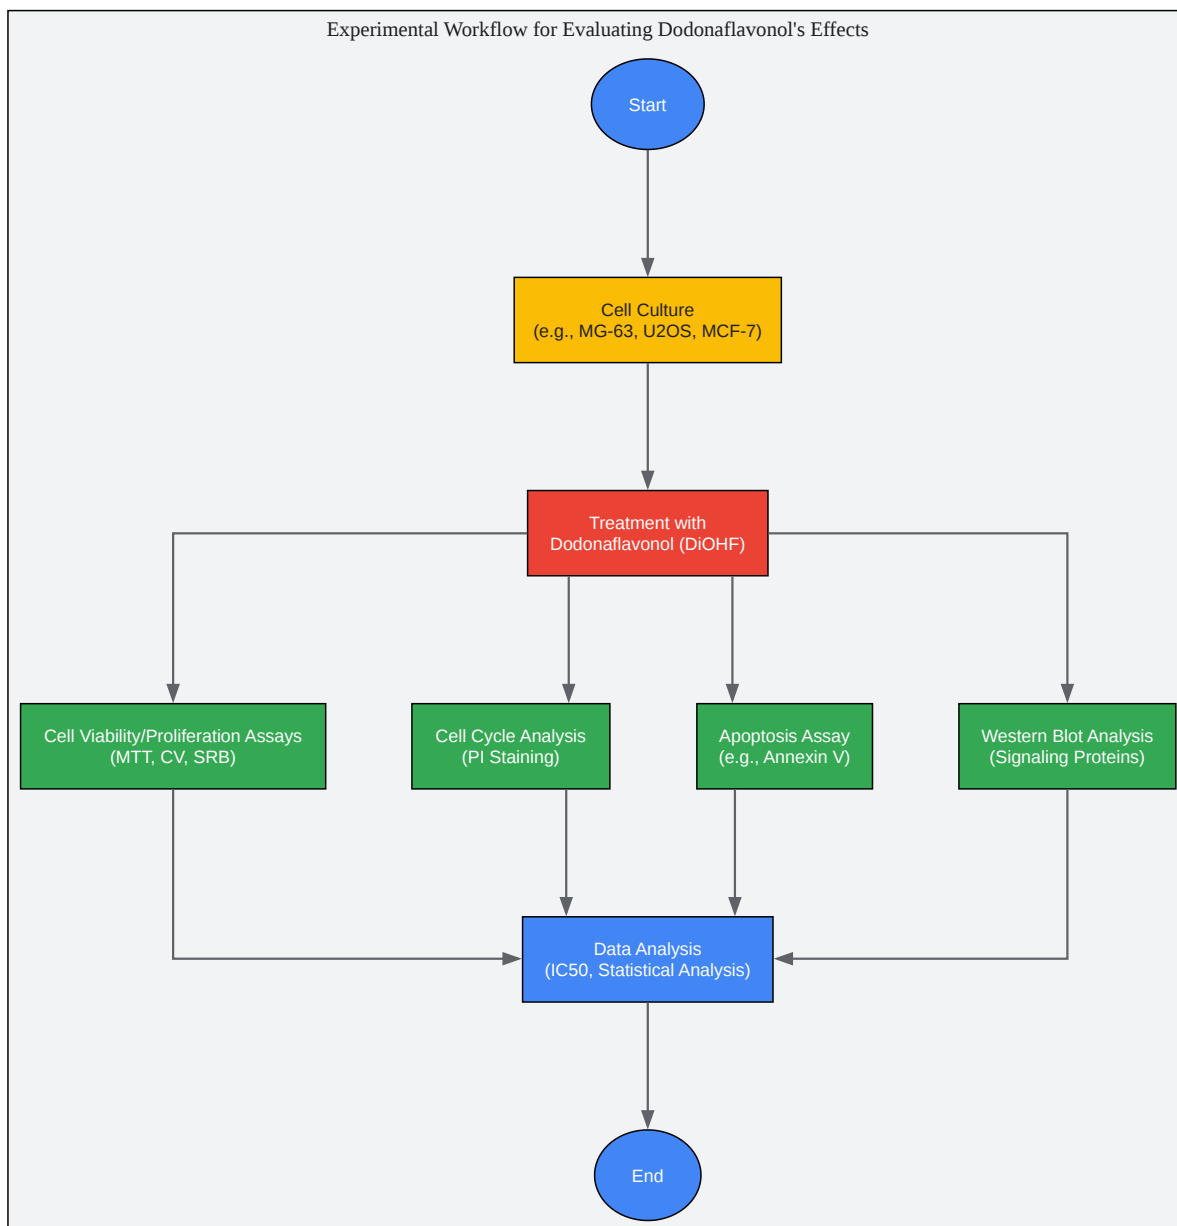 Experimental Workflow for Evaluating Dodonaflavonol's Effects
Start
Cell Culture
(e.g., MG-63, U2OS, MCF-7)
Treatment with
Dodonaflavonol (DiOHF)
Cell Viability/Proliferation Assays
(MTT, CV, SRB)
Cell Cycle Analysis
(PI Staining)
Apoptosis Assay
(e.g., Annexin V)
Western Blot Analysis
(Signaling Proteins)
Data Analysis
(IC50, Statistical Analysis)
End